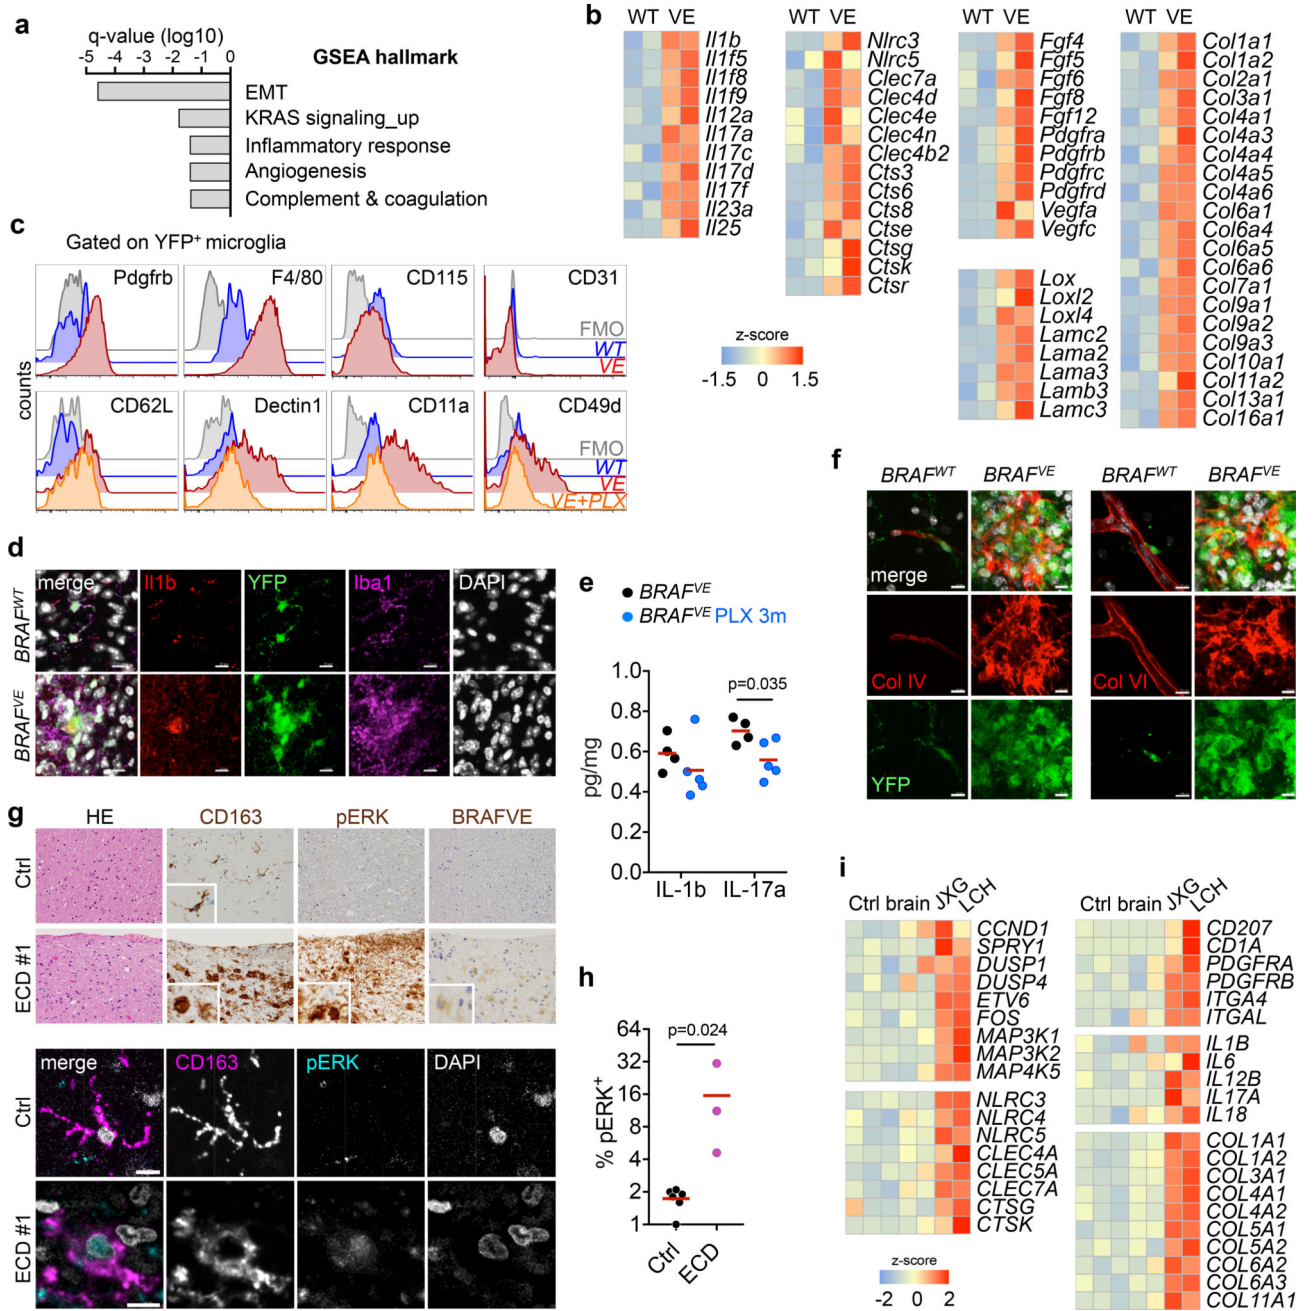 a
q-value (log10)
-5 -4 -3 -2 -1 0
GSEA hallmark
EMT
KRAS signaling_up
Inflammatory response
Angiogenesis
Complement & coagulation
b
WT VE
Il1b
Il1f5
Il1f8
Il1f9
Il12a
Il17a
Il17c
Il17d
Il17f
Il23a
Il25
WT VE
Nlrc3
Nlrc5
Clec7a
Clec4d
Clec4e
Clec4n
Clec4b2
Cts3
Cts6
Cts8
Ctse
Ctsg
Ctsk
Ctsr
WT VE
Fgf4
Fgf5
Fgf6
Fgf8
Fgf12
Pdgfra
Pdgfrb
Pdgfrc
Pdgfrd
Vegfa
Vegfc
Lox
Loxl2
Loxl4
Lamc2
Lama2
Lama3
Lamb3
Lamc3
WT VE
Col1a1
Col1a2
Col2a1
Col3a1
Col4a1
Col4a3
Col4a4
Col4a5
Col4a6
Col6a1
Col6a4
Col6a5
Col6a6
Col7a1
Col9a1
Col9a2
Col9a3
Col10a1
Col11a2
Col13a1
Col16a1
z-score
-1.5 0 1.5
c
Gated on YFP+ microglia
counts
Pdgfrb
F4/80
CD115
CD31
FMO
WT
VE
CD62L
Dectin1
CD11a
CD49d
FMO
WT
VE
VE+PLX
d
merge Il1b YFP Iba1 DAPI
BRAFWT
BRAFVE
e
BRAFVE
BRAFVE PLX 3m
pg/mg
1.0
0.8
0.6
0.4
0.2
0.0
p=0.035
IL-1b IL-17a
f
BRAFWT BRAFVE BRAFWT BRAFVE
merge
Col IV
Col VI
YFP
g
HE CD163 pERK BRAFVE
Ctrl
ECD #1
merge CD163 pERK DAPI
Ctrl
ECD #1
h
% pERK+
64
32
16
8
4
2
1
p=0.024
Ctrl ECD
i
Ctrl brain JXG LCH
CCND1
SPRY1
DUSP1
DUSP4
ETV6
FOS
MAP3K1
MAP3K2
MAP4K5
NLRC3
NLRC4
NLRC5
CLEC4A
CLEC5A
CLEC7A
CTSG
CTSK
z-score
-2 0 2
Ctrl brain JXG LCH
CD207
CD1A
PDGFRA
PDGFRB
ITGA4
ITGAL
IL1B
IL6
IL12B
IL17A
IL18
COL1A1
COL1A2
COL3A1
COL4A1
COL4A2
COL5A1
COL5A2
COL6A2
COL6A3
COL11A1